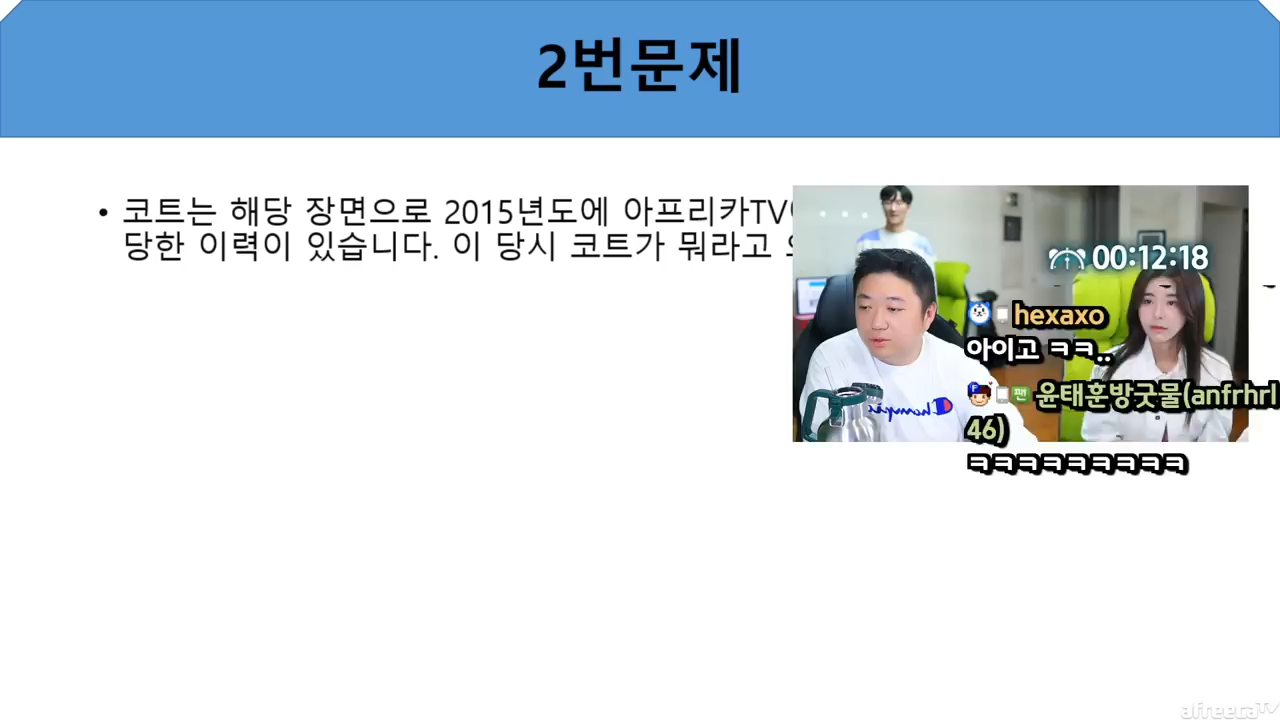 2번문제
• 코트는 해당 장면으로 2015년도에 아프리카TV
당한 이력이 있습니다. 이 당시 코트가 뭐라고
00:12:18
hexaxo
아이고 ㅋㅋ..
팬 윤태훈방굿물(anfrhrl
46)
ㅋㅋㅋㅋㅋㅋㅋㅋㅋ
Champion
afreecaTV